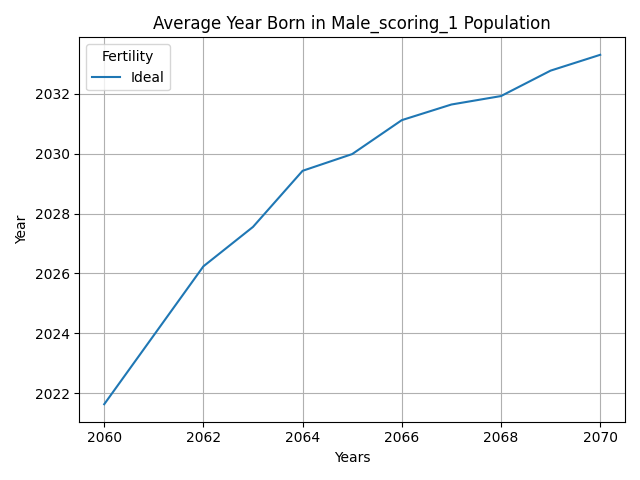 Average Year Born in Male_scoring_1 Population
Fertility
Ideal
2032
2030
2028
2026
2024
2022
Year
2060 2062 2064 2066 2068 2070
Years